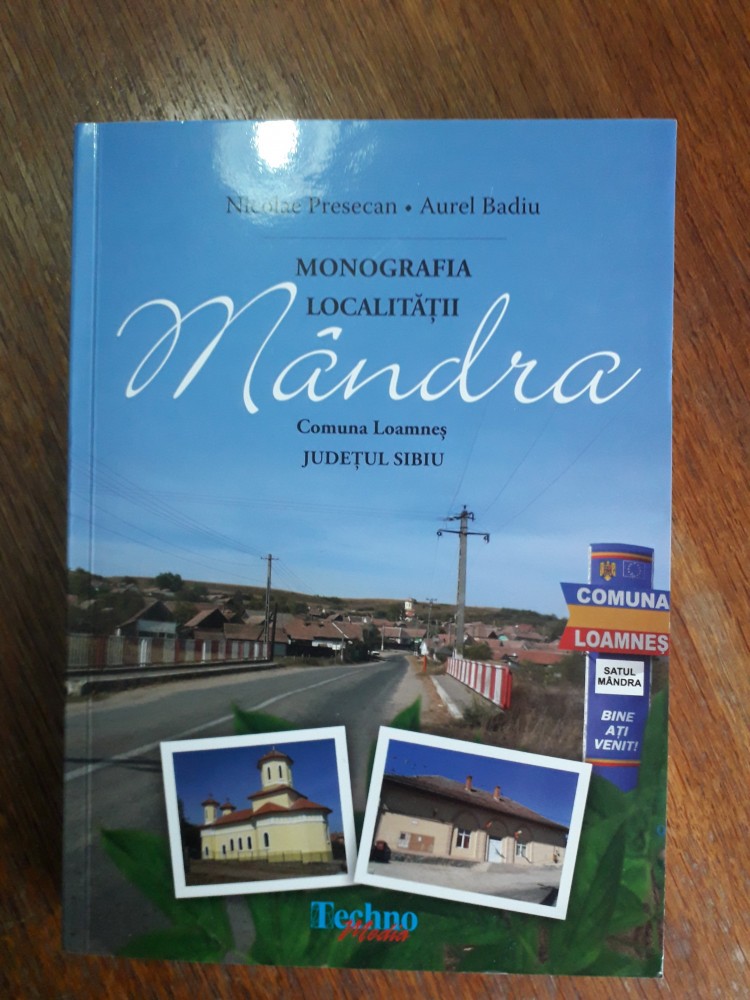 Nicolae Presecan • Aurel Badiu
MONOGRAFIA
LOCALITĂȚII
Mândra
Comuna Loamneș
JUDEȚUL SIBIU
COMUNA
LOAMNEȘ
SATUL
MÂNDRA
BINE
AȚI
VENIT!
Techno
Media